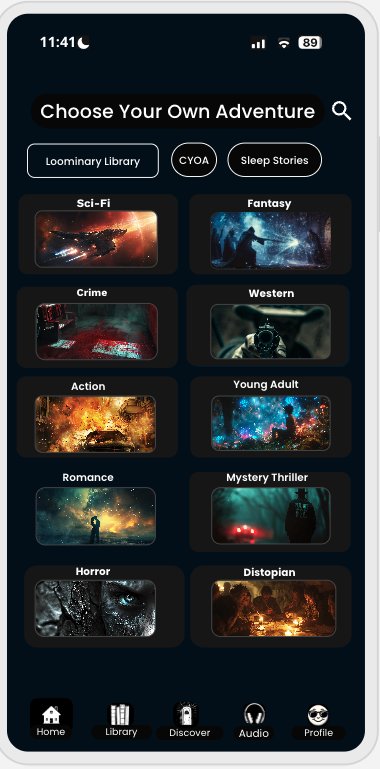 11:41
89
Choose Your Own Adventure
Loominary Library
CYOA
Sleep Stories
Sci-Fi
Fantasy
Crime
Western
Action
Young Adult
Romance
Mystery Thriller
Horror
Distopian
Home
Library
Discover
Audio
Profile